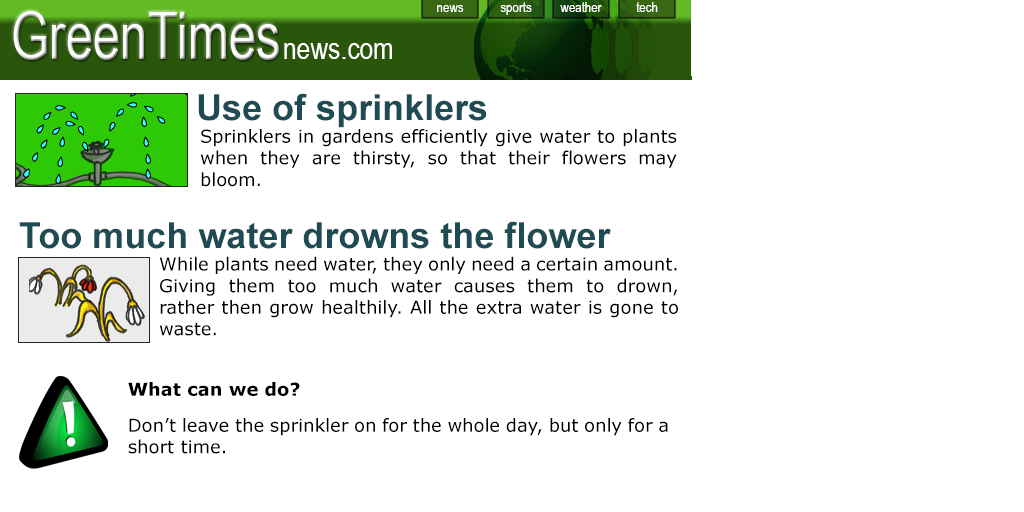 news sports weather tech
GreenTimesnews.com
Use of sprinklers
Sprinklers in gardens efficiently give water to plants
when they are thirsty, so that their flowers may
bloom.
Too much water drowns the flower
While plants need water, they only need a certain amount.
Giving them too much water causes them to drown,
rather then grow healthily. All the extra water is gone to
waste.
What can we do?
Don’t leave the sprinkler on for the whole day, but only for a
short time.